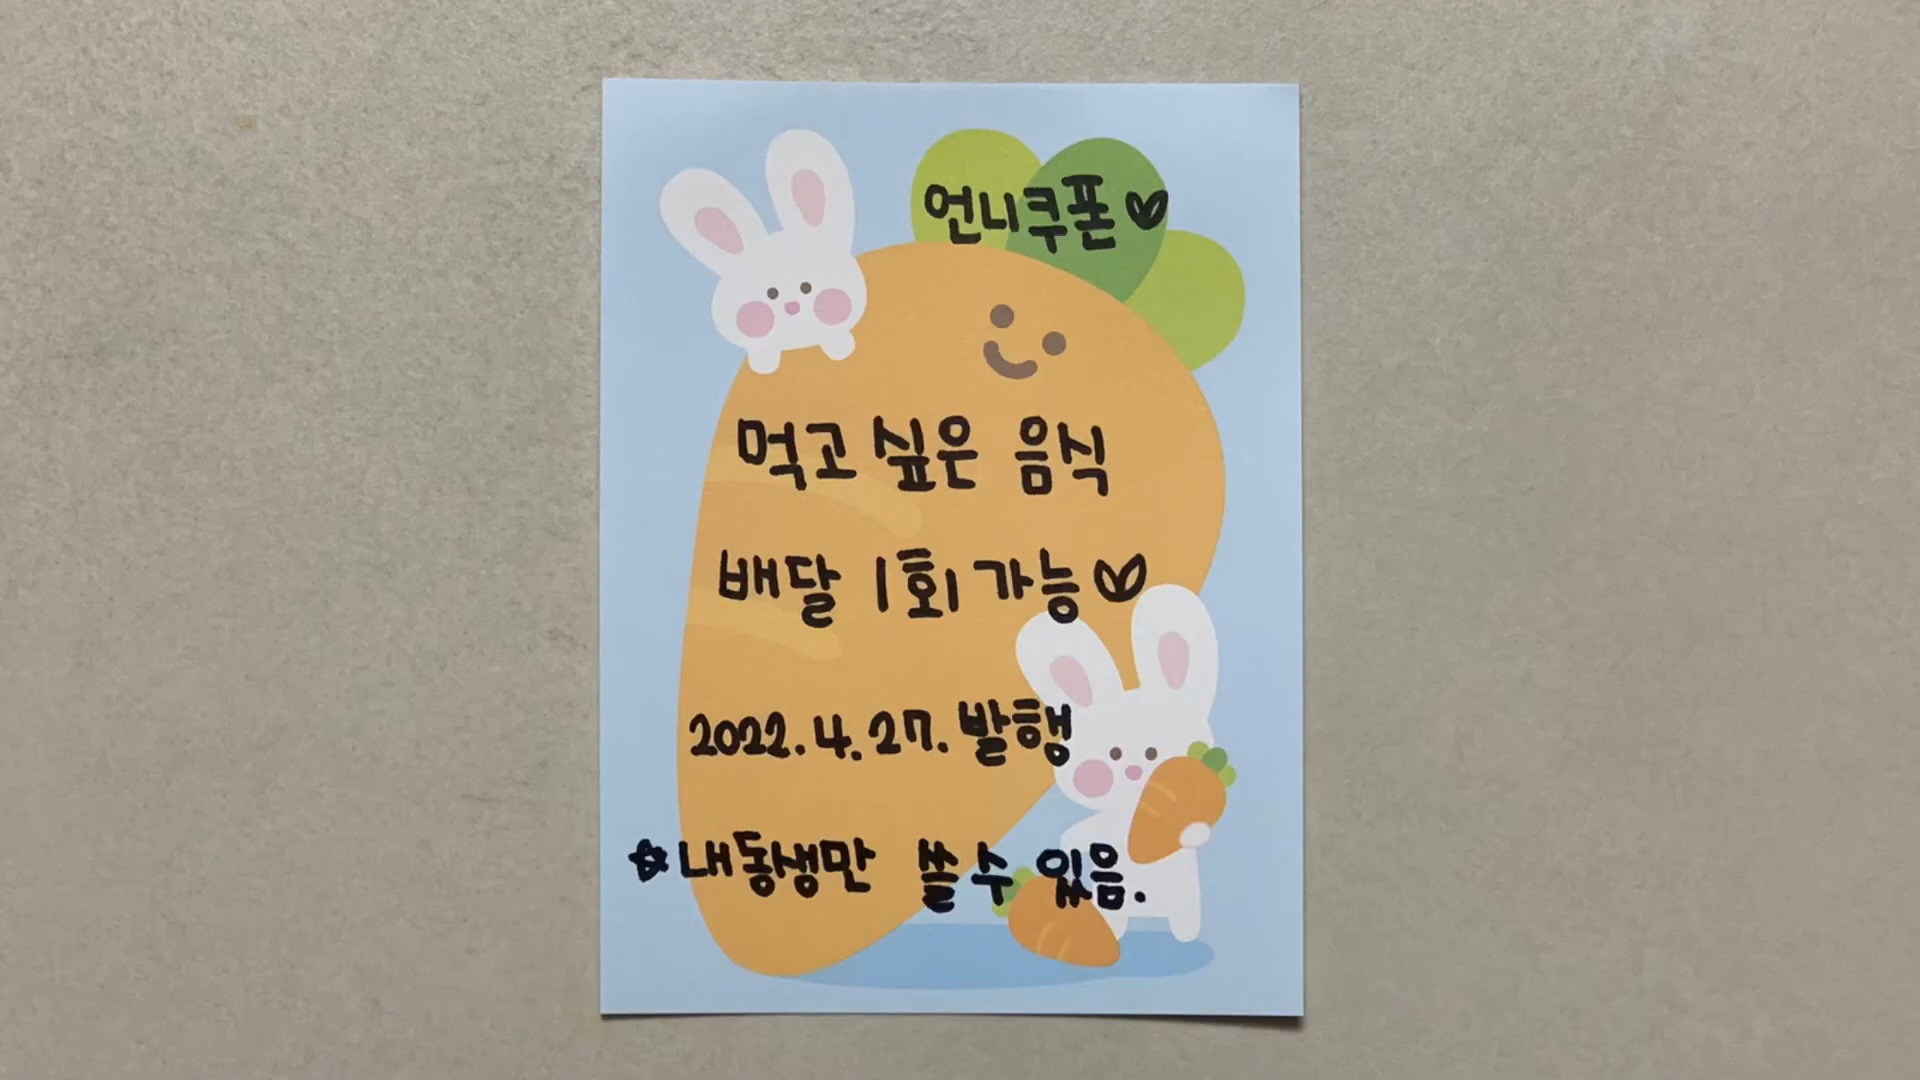 언니쿠폰♡
먹고 싶은 음식
배달 1회 가능♡
2022.4.27. 발행
☆내동생만 쓸 수 있음.